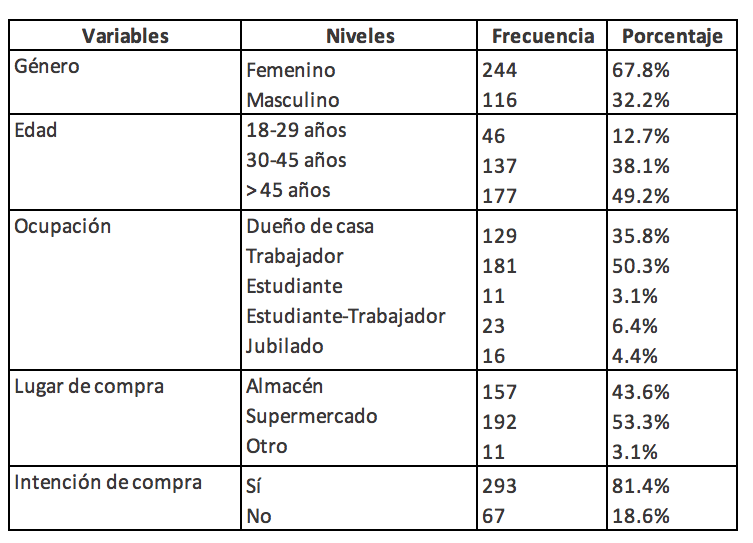 Variables Niveles Frecuencia Porcentaje
Género Femenino 244 67.8%
Masculino 116 32.2%
Edad 18-29 años 46 12.7%
30-45 años 137 38.1%
> 45 años 177 49.2%
Ocupación Dueño de casa 129 35.8%
Trabajador 181 50.3%
Estudiante 11 3.1%
Estudiante-Trabajador 23 6.4%
Jubilado 16 4.4%
Lugar de compra Almacén 157 43.6%
Supermercado 192 53.3%
Otro 11 3.1%
Intención de compra Sí 293 81.4%
No 67 18.6%